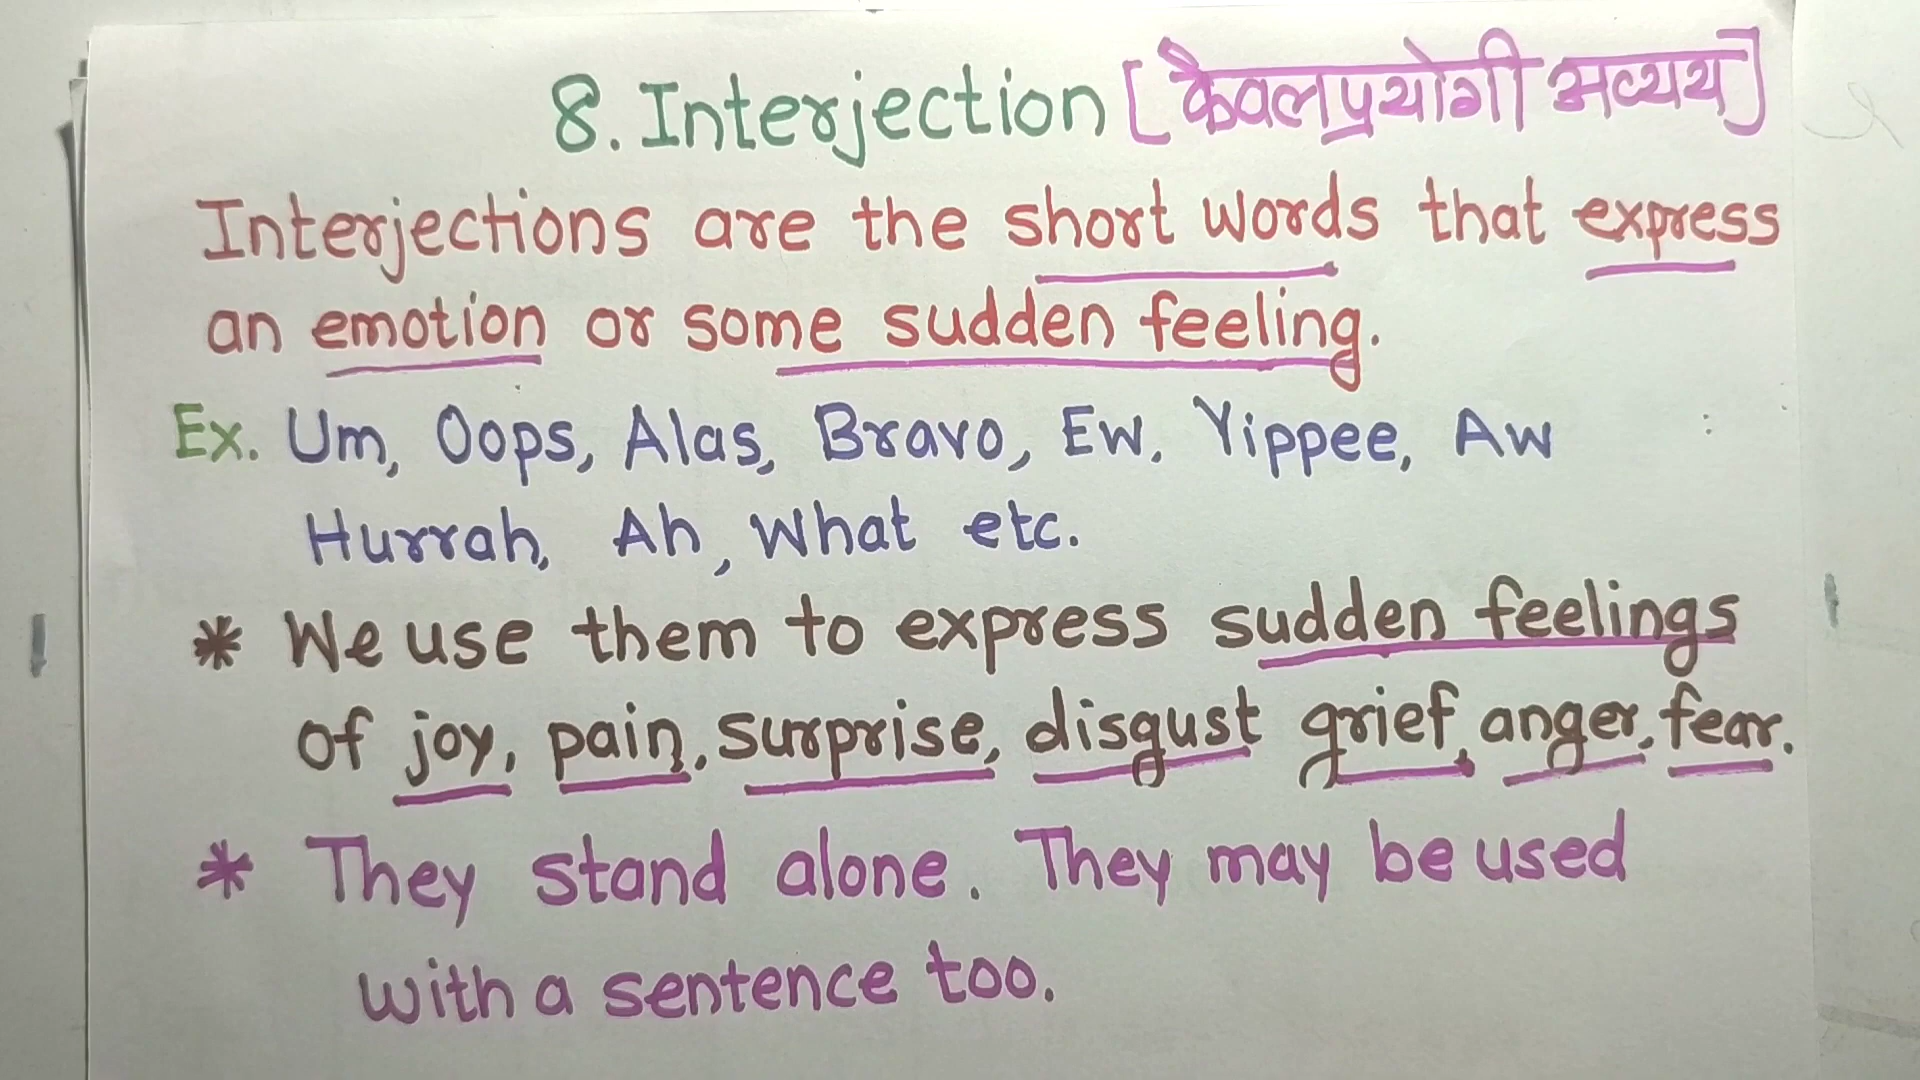 8. Interjection [केवलप्रयोगी अव्यय]
Interjections are the short words that express
an emotion or some sudden feeling.
Ex. Um, Oops, Alas, Bravo, Ew. Yippee, Aw
Hurrah, Ah, What etc.
* We use them to express sudden feelings
of joy, pain, surprise, disgust grief, anger, fear.
* They stand alone. They may be used
with a sentence too.